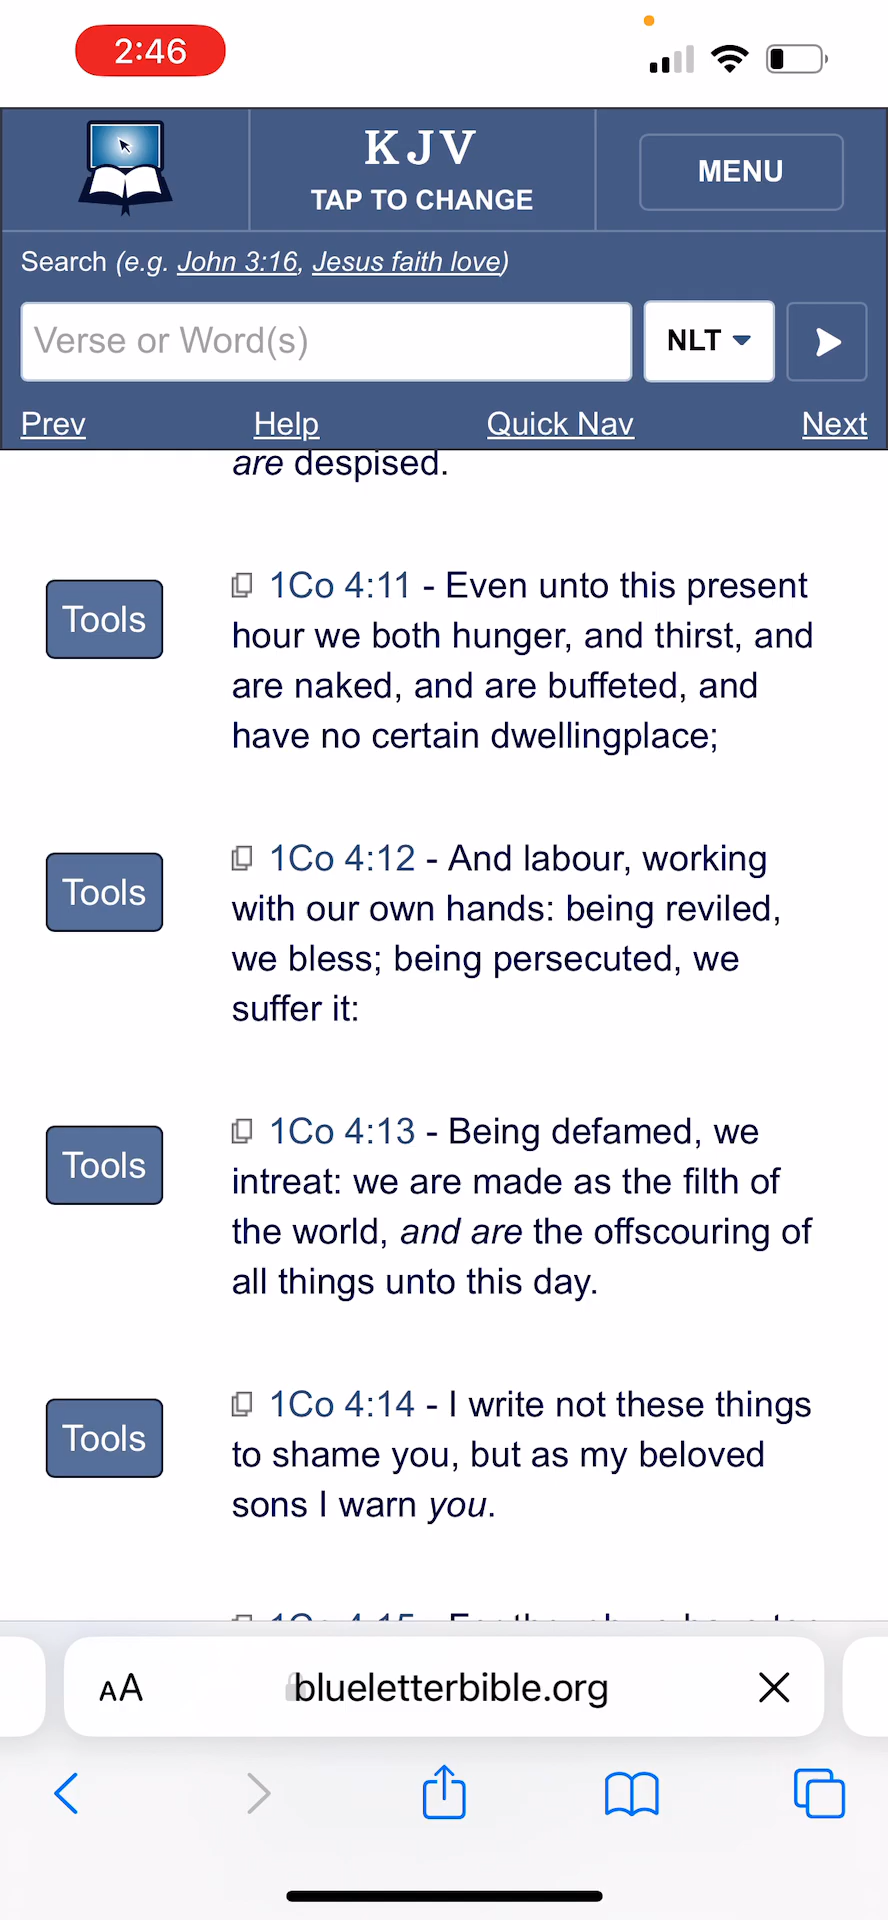 2:46
KJV
TAP TO CHANGE
MENU
Search (e.g. John 3:16, Jesus faith love)
Verse or Word(s)
NLT
Prev Help Quick Nav Next
are despised.
Tools
1Co 4:11 - Even unto this present
hour we both hunger, and thirst, and
are naked, and are buffeted, and
have no certain dwellingplace;
Tools
1Co 4:12 - And labour, working
with our own hands: being reviled,
we bless; being persecuted, we
suffer it:
Tools
1Co 4:13 - Being defamed, we
intreat: we are made as the filth of
the world, and are the offscouring of
all things unto this day.
Tools
1Co 4:14 - I write not these things
to shame you, but as my beloved
sons I warn you.
AA blueletterbible.org